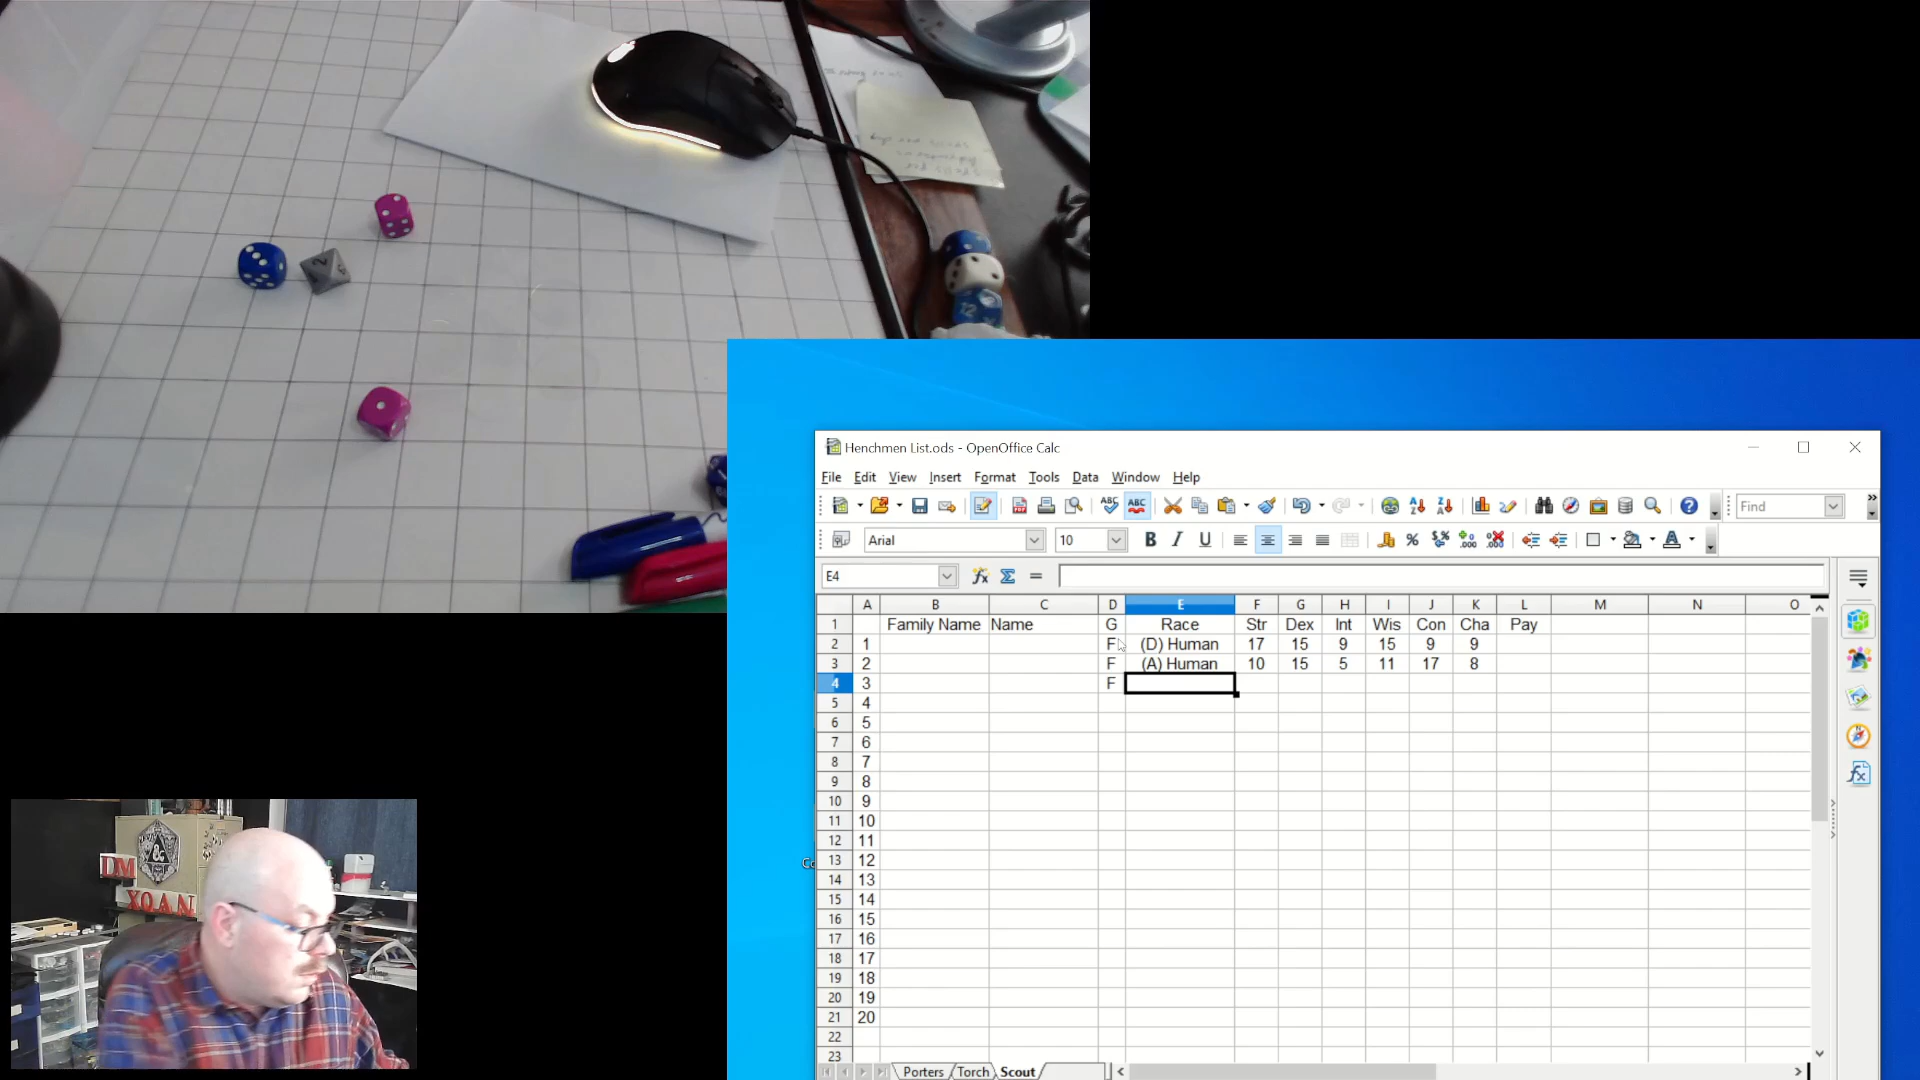 Henchmen List.ods - OpenOffice Calc
File Edit View Insert Format Tools Data Window Help
Find
Arial 10
E4
A B C D E F G H I J K L M N O
1 Family Name Name G Race Str Dex Int Wis Con Cha Pay
2 1 F (D) Human 17 15 9 15 9 9
3 2 F (A) Human 10 15 5 11 17 8
4 3 F
5 4
6 5
7 6
8 7
9 8
10 9
11 10
12 11
13 12
14 13
15 14
16 15
17 16
18 17
19 18
20 19
21 20
22
23
Porters Torch Scout
DM
XOAN
2
12
spells per